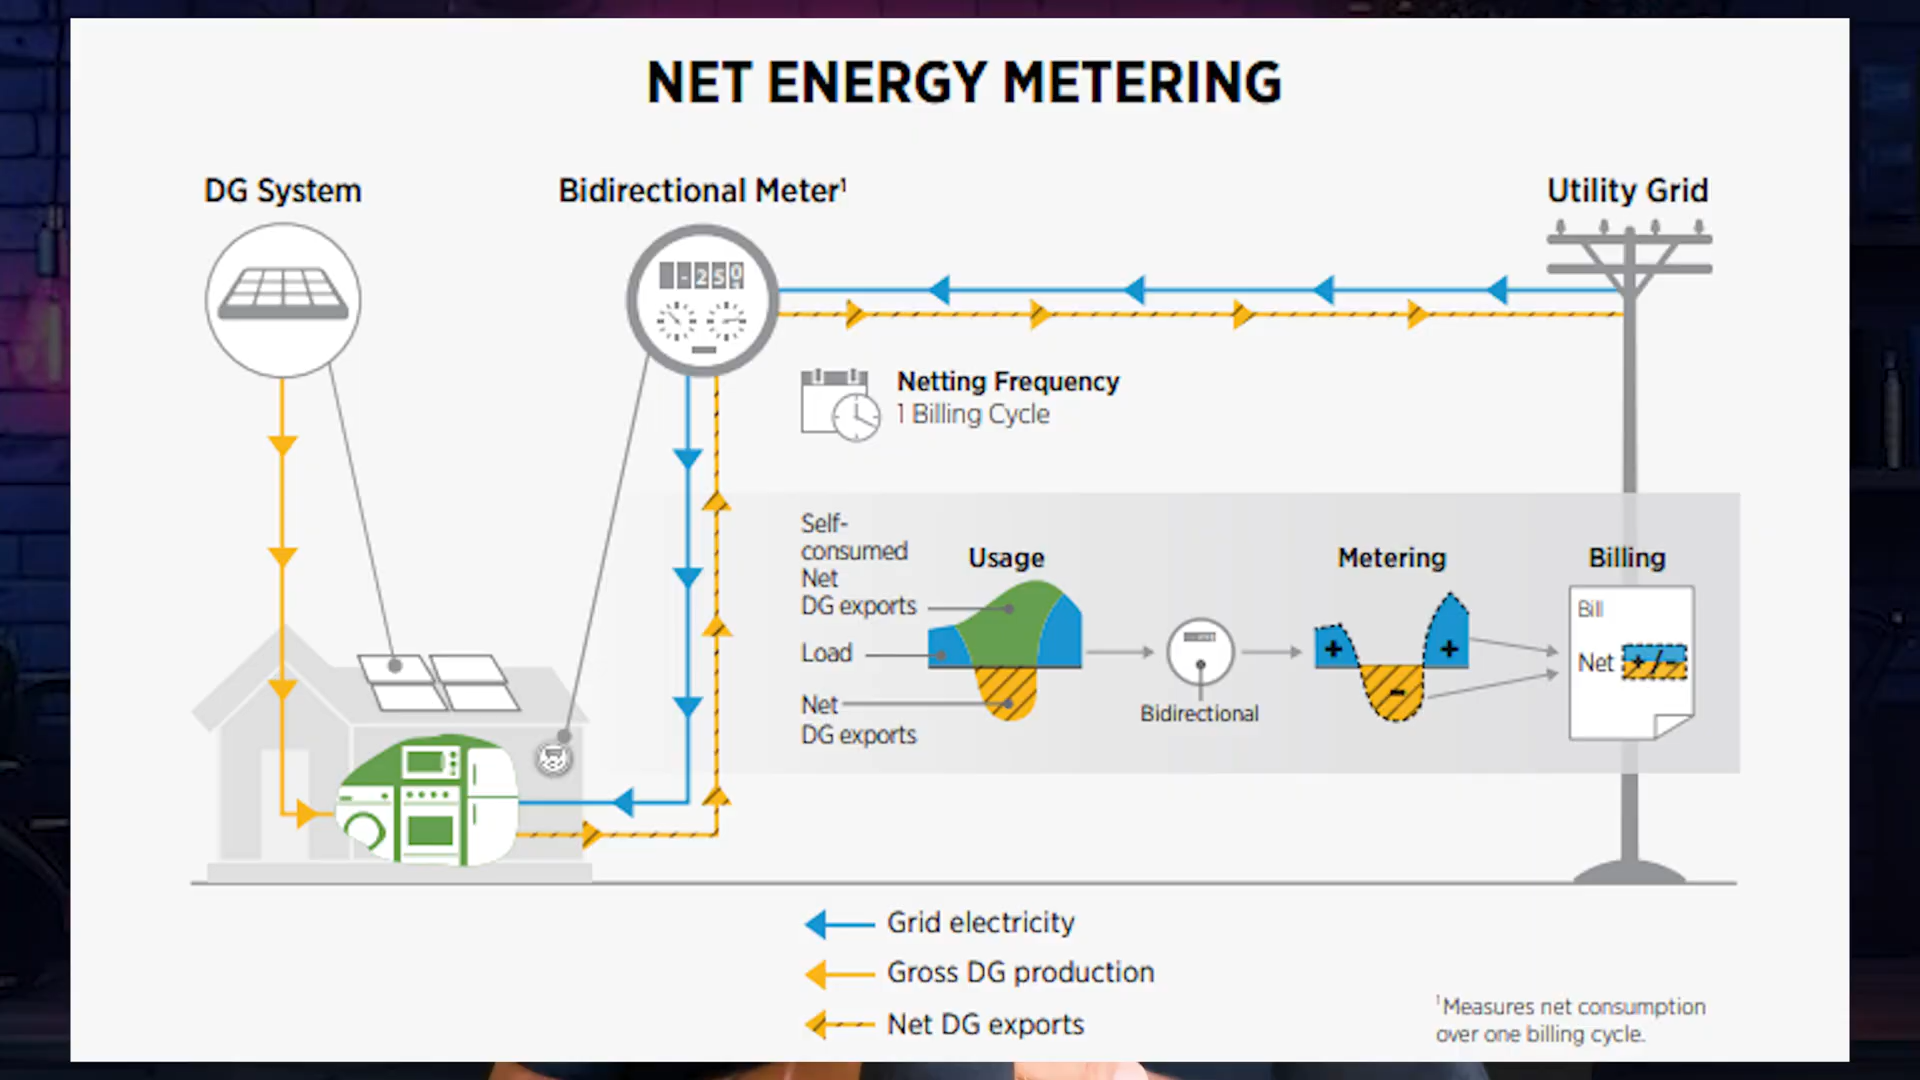 NET ENERGY METERING
DG System
Bidirectional Meter¹
Utility Grid
-250
Netting Frequency
1 Billing Cycle
Self-
consumed
Net
DG exports
Load
Net
DG exports
Usage
Bidirectional
Metering
+
+
-
Billing
Bill
Net +/-
Grid electricity
Gross DG production
Net DG exports
¹Measures net consumption
over one billing cycle.